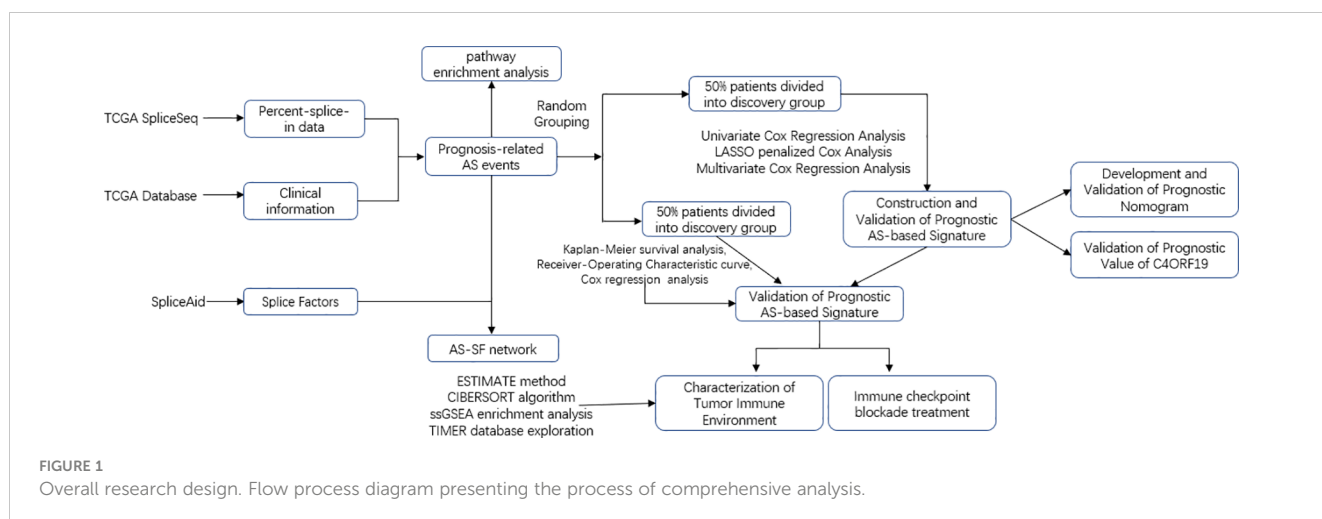 pathway
enrichment analysis
TCGA SpliceSeq
Percent-splice-
in data
Random
Grouping
50% patients divided
into discovery group
Prognosis-related
AS events
Univariate Cox Regression Analysis
LASSO penalized Cox Analysis
Multivariate Cox Regression Analysis
TCGA Database
Clinical
information
50% patients divided
into discovery group
Construction and
Validation of Prognostic
AS-based Signature
Development and
Validation of Prognostic
Nomogram
Validation of Prognostic
Value of C4ORF19
Kaplan-Meier survival analysis,
Receiver-Operating Characteristic curve,
Cox regression analysis
SpliceAid
Splice Factors
Validation of Prognostic
AS-based Signature
AS-SF network
ESTIMATE method
CIBERSORT algorithm
ssGSEA enrichment analysis
TIMER database exploration
Characterization of
Tumor Immune
Environment
Immune checkpoint
blockade treatment
FIGURE 1
Overall research design. Flow process diagram presenting the process of comprehensive analysis.